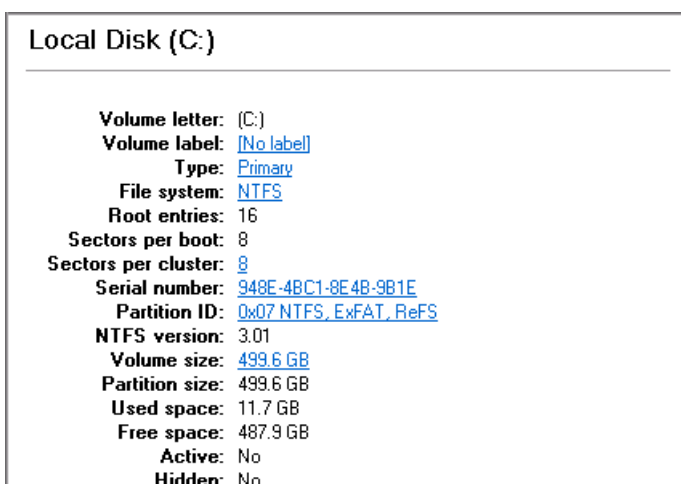 Local Disk (C:)
Volume letter: (C:)
Volume label: [No label]
Type: Primary
File system: NTFS
Root entries: 16
Sectors per boot: 8
Sectors per cluster: 8
Serial number: 948E-4BC1-8E4B-9B1E
Partition ID: 0x07 NTFS, ExFAT, ReFS
NTFS version: 3.01
Volume size: 499.6 GB
Partition size: 499.6 GB
Used space: 11.7 GB
Free space: 487.9 GB
Active: No
Hidden: No